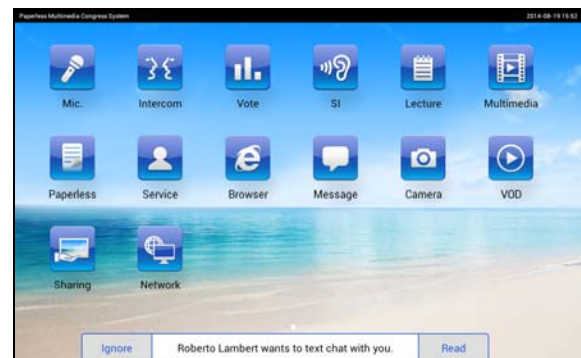 Paperless Multimedia Congress System 2014-08-19 15:52
Mic. Intercom Vote SI Lecture Multimedia
Paperless Service Browser Message Camera VOD
Sharing Network
Ignore Roberto Lambert wants to text chat with you. Read